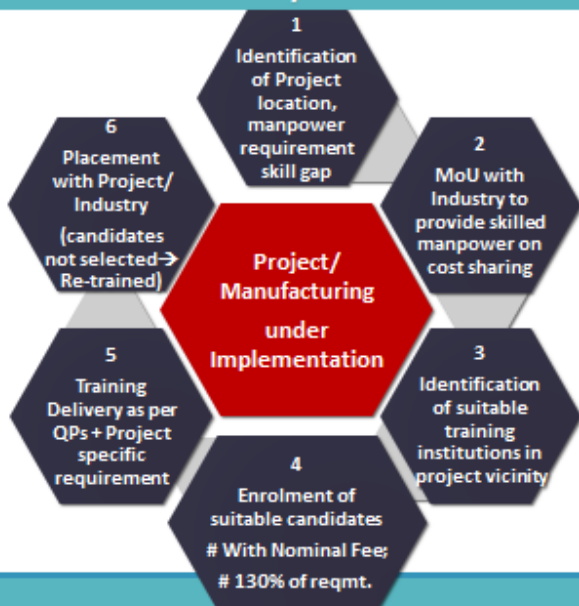 1
Identification
of Project
location,
manpower
requirement
skill gap
2
MoU with
Industry to
provide skilled
manpower on
cost sharing
3
Identification
of suitable
training
institutions in
project vicinity
4
Enrolment of
suitable candidates
# With Nominal Fee;
# 130% of reqmt.
5
Training
Delivery as per
QPs + Project
specific
requirement
6
Placement
with Project/
Industry
(candidates
not selected→
Re-trained)
Project/
Manufacturing
under
Implementation